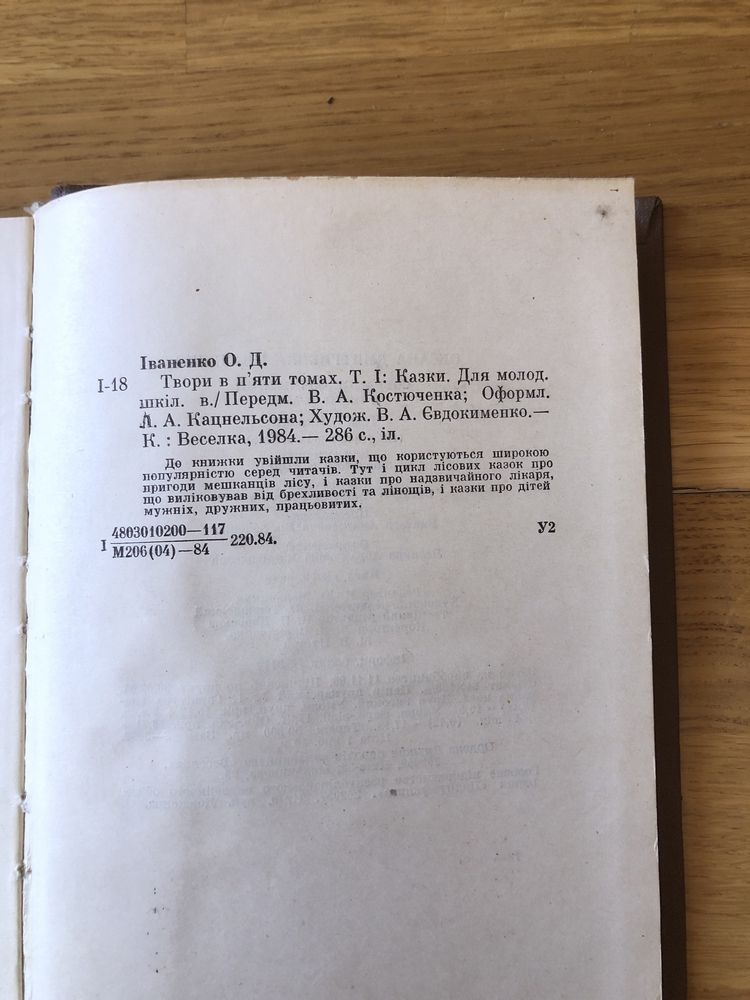 Іваненко О. Д.
І-18 Твори в п’яти томах. Т. І: Казки. Для молод.
шкіл. в./ Передм. В. А. Костюченка; Оформл.
Л. А. Кацнельсона; Худож. В. А. Євдокименко.—
К. : Веселка, 1984.— 286 с., іл.
До книжки увійшли казки, що користуються широкою
популярністю серед читачів. Тут і цикл лісових казок про
пригоди мешканців лісу, і казки про надзвичайного лікаря,
що виліковував від брехливості та лінощів, і казки про дітей
мужніх, дружних, працьовитих.
4803010200—117
І 220.84. У2
М206(04)—84